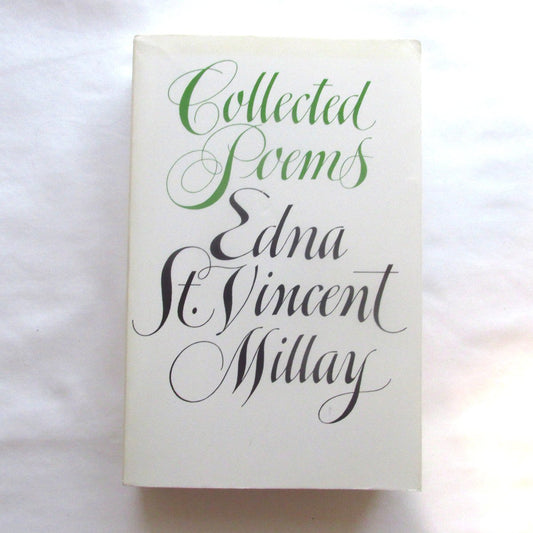 Collected
Poems
Edna
St. Vincent
Millay